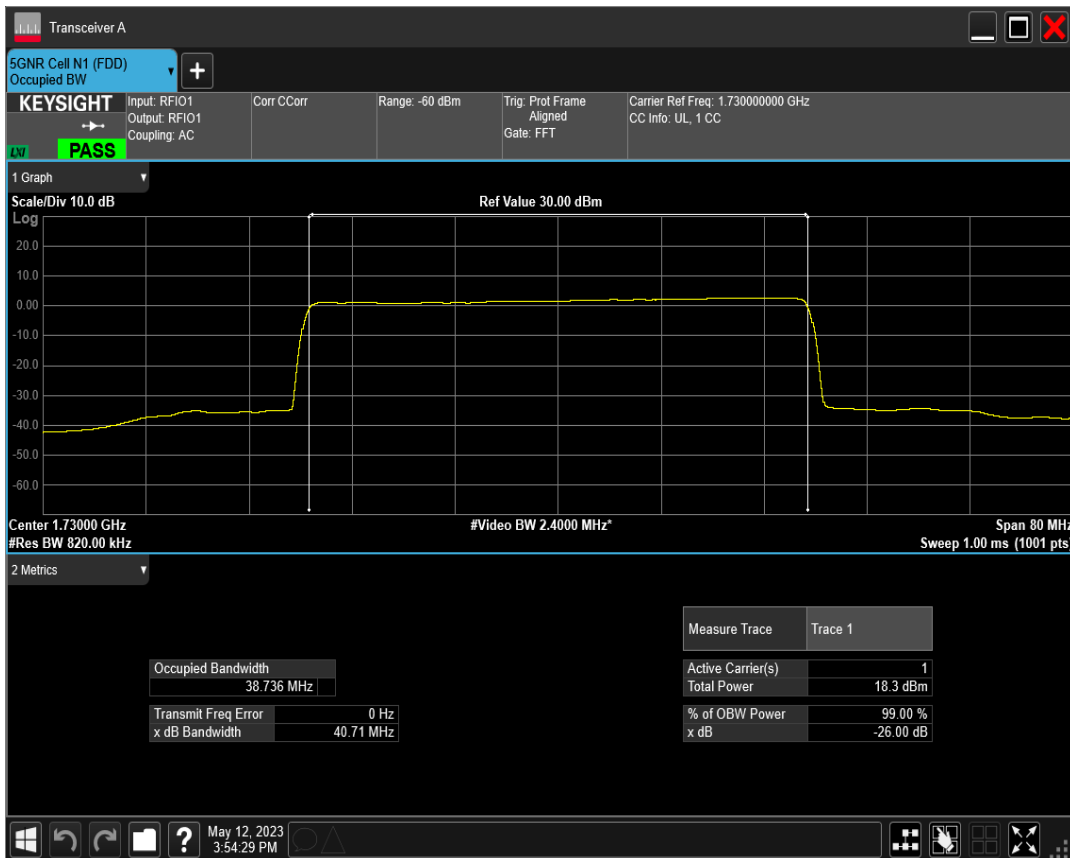 Transceiver A
5GNR Cell N1 (FDD)
Occupied BW
+
KEYSIGHT
LXI
PASS
Input: RFIO1
Output: RFIO1
Coupling: AC
Corr CCorr
Range: -60 dBm
Trig: Prot Frame
Aligned
Gate: FFT
Carrier Ref Freq: 1.730000000 GHz
CC Info: UL, 1 CC
1 Graph
Scale/Div 10.0 dB
Ref Value 30.00 dBm
Log
20.0
10.0
0.00
-10.0
-20.0
-30.0
-40.0
-50.0
-60.0
Center 1.73000 GHz
#Video BW 2.4000 MHz*
Span 80 MHz
#Res BW 820.00 kHz
Sweep 1.00 ms (1001 pts)
2 Metrics
Measure Trace Trace 1
Occupied Bandwidth
38.736 MHz
Active Carrier(s) 1
Total Power 18.3 dBm
Transmit Freq Error 0 Hz
x dB Bandwidth 40.71 MHz
% of OBW Power 99.00 %
x dB -26.00 dB
?
May 12, 2023
3:54:29 PM